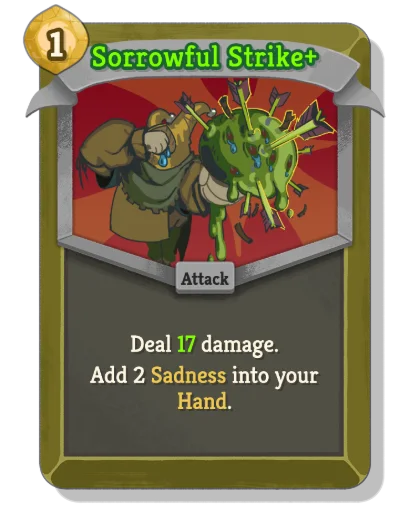 1
Sorrowful Strike+
Attack
Deal 17 damage.
Add 2 Sadness into your
Hand.